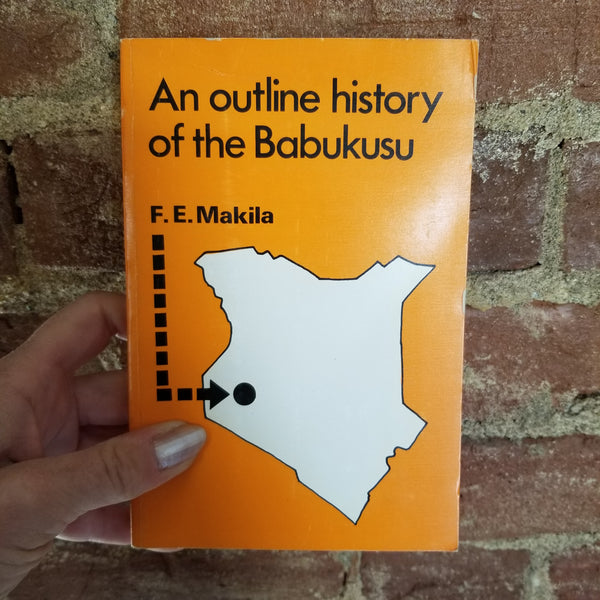 An outline history
of the Babukusu
F. E. Makila